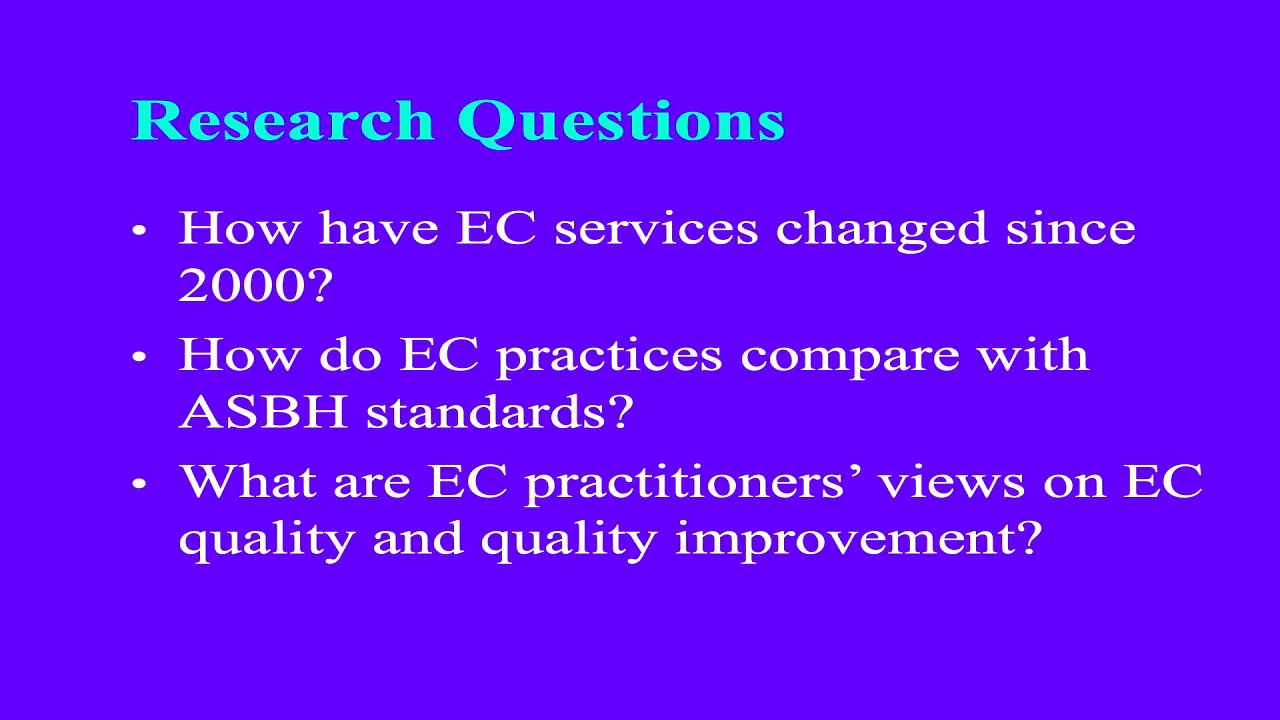 Research Questions
• How have EC services changed since
2000?
• How do EC practices compare with
ASBH standards?
• What are EC practitioners’ views on EC
quality and quality improvement?